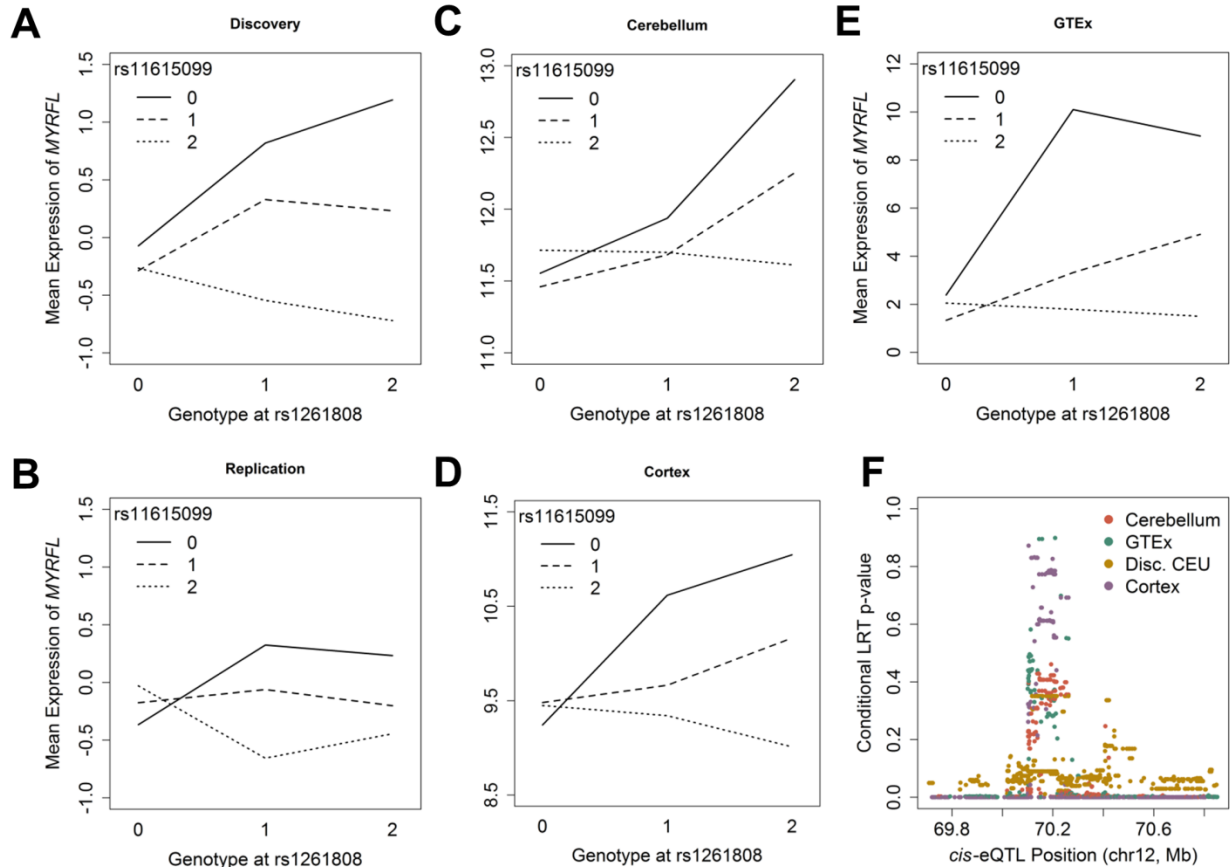 A
Discovery
Mean Expression of MYRFL
1.5
1.0
0.5
0.0
-0.5
-1.0
rs11615099
0
1
2
0 1 2
Genotype at rs1261808
B
Replication
Mean Expression of MYRFL
1.5
1.0
0.5
0.0
-0.5
-1.0
rs11615099
0
1
2
0 1 2
Genotype at rs1261808
C
Cerebellum
13.0
12.5
12.0
11.5
11.0
rs11615099
0
1
2
0 1 2
Genotype at rs1261808
D
Cortex
11.5
10.5
9.5
8.5
rs11615099
0
1
2
0 1 2
Genotype at rs1261808
E
GTEx
Mean Expression of MYRFL
12
10
8
6
4
2
0
rs11615099
0
1
2
0 1 2
Genotype at rs1261808
F
Conditional LRT p-value
1.0
0.8
0.6
0.4
0.2
0.0
Cerebellum
GTEx
Disc. CEU
Cortex
69.8 70.2 70.6
cis-eQTL Position (chr12, Mb)